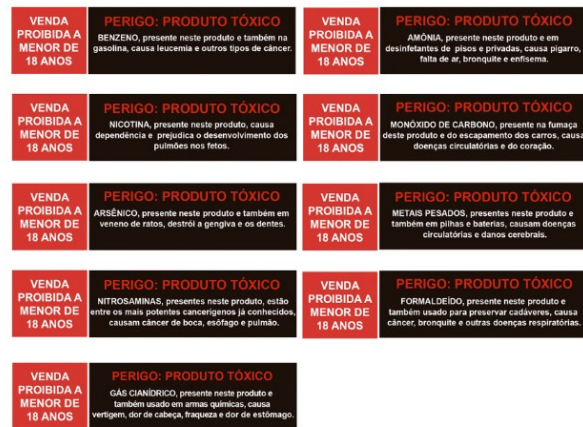 VENDA
PROIBIDA A
MENOR DE
18 ANOS
PERIGO: PRODUTO TÓXICO
BENZENO, presente neste produto e também na
gasolina, causa leucemia e outros tipos de câncer.
VENDA
PROIBIDA A
MENOR DE
18 ANOS
PERIGO: PRODUTO TÓXICO
AMÔNIA, presente neste produto e em
desinfetantes de pisos e privadas, causa pigarro,
falta de ar, bronquite e enfisema.
VENDA
PROIBIDA A
MENOR DE
18 ANOS
PERIGO: PRODUTO TÓXICO
NICOTINA, presente neste produto, causa
dependência e prejudica o desenvolvimento dos
pulmões nos fetos.
VENDA
PROIBIDA A
MENOR DE
18 ANOS
PERIGO: PRODUTO TÓXICO
MONÓXIDO DE CARBONO, presente na fumaça
deste produto e do escapamento dos carros, causa
doenças circulatórias e do coração.
VENDA
PROIBIDA A
MENOR DE
18 ANOS
PERIGO: PRODUTO TÓXICO
ARSÊNICO, presente neste produto e também em
veneno de ratos, destrói a gengiva e os dentes.
VENDA
PROIBIDA A
MENOR DE
18 ANOS
PERIGO: PRODUTO TÓXICO
METAIS PESADOS, presentes neste produto e
também em pilhas e baterias, causam doenças
circulatórias e danos cerebrais.
VENDA
PROIBIDA A
MENOR DE
18 ANOS
PERIGO: PRODUTO TÓXICO
NITROSAMINAS, presentes neste produto, estão
entre os mais potentes cancerígenos já conhecidos,
causam câncer de boca, esôfago e pulmão.
VENDA
PROIBIDA A
MENOR DE
18 ANOS
PERIGO: PRODUTO TÓXICO
FORMALDEÍDO, presente neste produto e
também usado para preservar cadáveres, causa
câncer, bronquite e outras doenças respiratórias.
VENDA
PROIBIDA A
MENOR DE
18 ANOS
PERIGO: PRODUTO TÓXICO
GÁS CIANÍDRICO, presente neste produto e
também usado em armas químicas, causa
vertigem, dor de cabeça, fraqueza e dor de estômago.